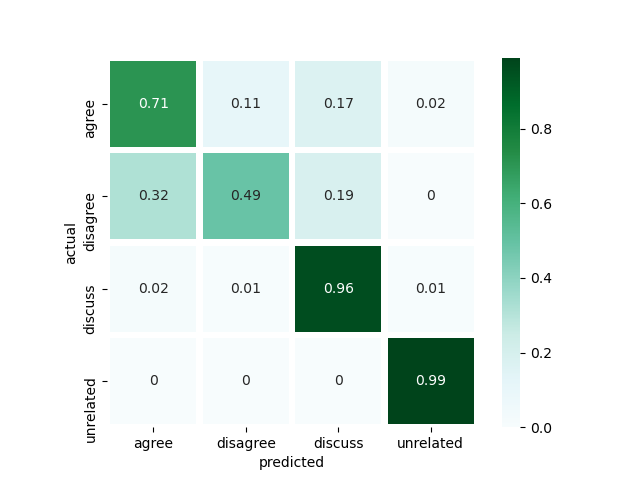 agree 0.71 0.11 0.17 0.02
disagree 0.32 0.49 0.19 0
discuss 0.02 0.01 0.96 0.01
unrelated 0 0 0 0.99
agree disagree discuss unrelated
predicted
actual
0.8
0.6
0.4
0.2
0.0